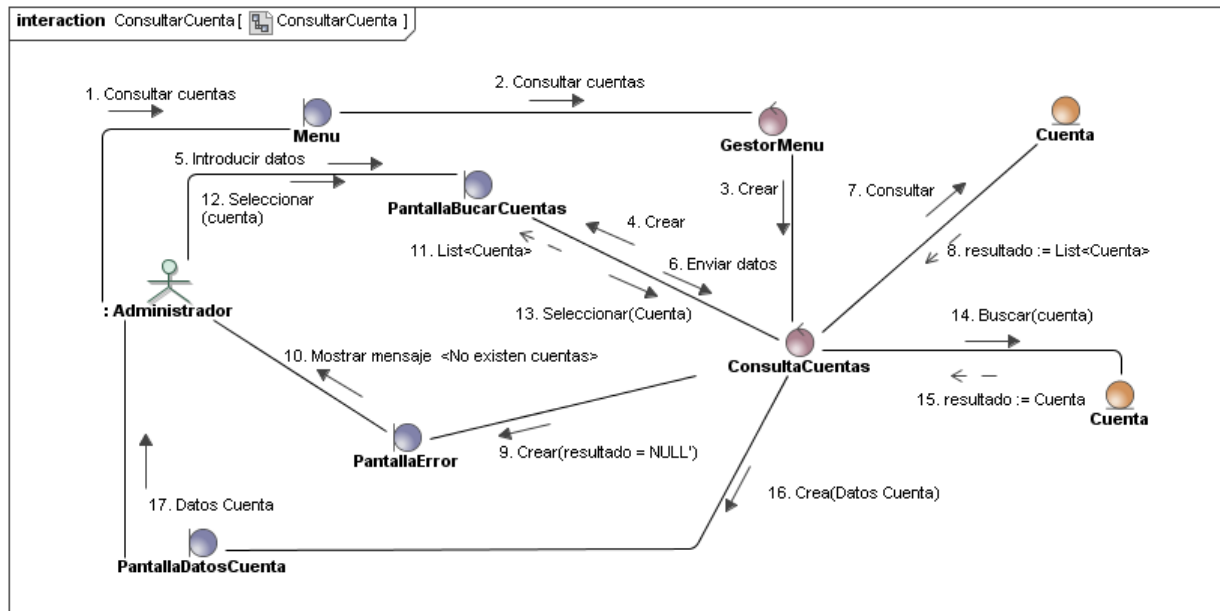 interaction ConsultarCuenta[ ConsultarCuenta ]
1. Consultar cuentas
2. Consultar cuentas
Menu
GestorMenu
Cuenta
5. Introducir datos
12. Seleccionar
(cuenta)
PantallaBucarCuentas
3. Crear
7. Consultar
4. Crear
11. List<Cuenta>
6. Enviar datos
8. resultado := List<Cuenta>
: Administrador
13. Seleccionar(Cuenta)
14. Buscar(cuenta)
10. Mostrar mensaje <No existen cuentas>
ConsultaCuentas
15. resultado := Cuenta
Cuenta
PantallaError
9. Crear(resultado = NULL')
16. Crea(Datos Cuenta)
17. Datos Cuenta
PantallaDatosCuenta